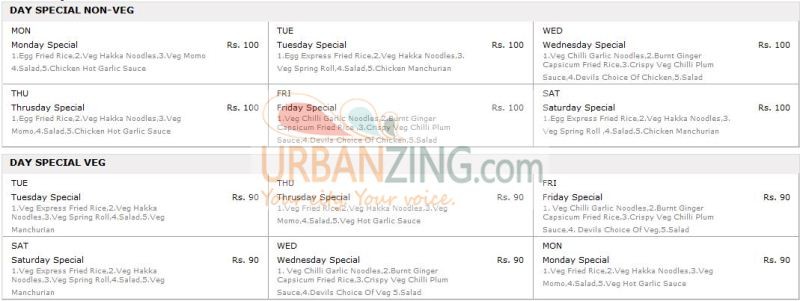 DAY SPECIAL NON-VEG
MON
Monday Special Rs. 100
1.Egg Fried Rice,2.Veg Hakka Noodles,3.Veg Momo
4.Salad,5.Chicken Hot Garlic Sauce
TUE
Tuesday Special Rs. 100
1.Egg Express Fried Rice,2.Veg Hakka Noodles,3.
Veg Spring Roll,4.Salad,5.Chicken Manchurian
WED
Wednesday Special Rs. 100
1.Veg Chilli Garlic Noodles,2.Burnt Ginger
Capsicum Fried Rice,3.Crispy Veg Chilli Plum
Sauce,4.Devils Choice Of Chicken,5.Salad
THU
Thrusday Special Rs. 100
1.Egg Fried Rice,2.Veg Hakka Noodles,3.Veg
Momo,4.Salad,5.Chicken Hot Garlic Sauce
FRI
Friday Special Rs. 100
1.Veg Chilli Garlic Noodles,2.Burnt Ginger
Capsicum Fried Rice,3.Crispy Veg Chilli Plum
Sauce,4.Devils Choice Of Chicken,5.Salad
SAT
Saturday Special Rs. 100
1.Egg Express Fried Rice,2.Veg Hakka Noodles,3.
Veg Spring Roll ,4.Salad,5.Chicken Manchurian
URBANZING.com
Your city. Your voice.
DAY SPECIAL VEG
TUE
Tuesday Special Rs. 90
1.Veg Express Fried Rice,2.Veg Hakka
Noodles,3.Veg Spring Roll,4.Salad,5.Veg
Manchurian
THU
Thrusday Special Rs. 90
1.Veg Fried Rice,2.Veg Hakka Noodles,3.Veg
Momo,4.Salad,5.Veg Hot Garlic Sauce
FRI
Friday Special Rs. 90
1.Veg Chilli Garlic Noodles,2.Burnt Ginger
Capsicum Fried Rice,3.Crispy Veg Chilli Plum
Sauce,4. Devils Choice Of Veg,5.Salad
SAT
Saturday Special Rs. 90
1.Veg Express Fried Rice,2.Veg Hakka
Noodles,3.Veg Spring Roll,4.Salad,5.Veg
Manchurian
WED
Wednesday Special Rs. 90
1. Veg Chilli Garlic Noodles,2.Burnt Ginger
Capsicum Fried Rice,3.Crispy Veg Chilli Plum
Sauce,4.Devils Choice Of Veg 5.Salad
MON
Monday Special Rs. 90
1.Veg Fried Rice,2.Veg Hakka Noodles,3.Veg
Momo,4.Salad,5.Veg Hot Garlic Sauce